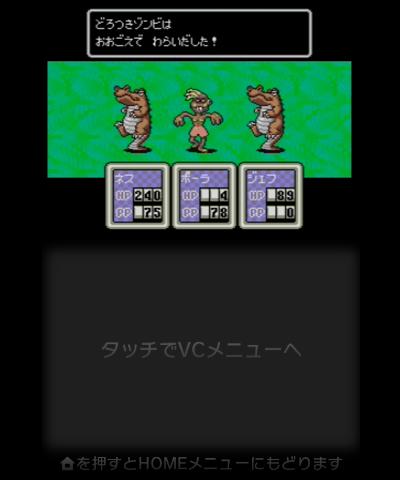 どろつきゾンビは
おおごえで わらいだした！
ネス
HP 240
PP 75
ポーラ
HP 4
PP 78
ジェフ
HP 89
PP 0
タッチでVCメニューへ
を押すとHOMEメニューにもどります